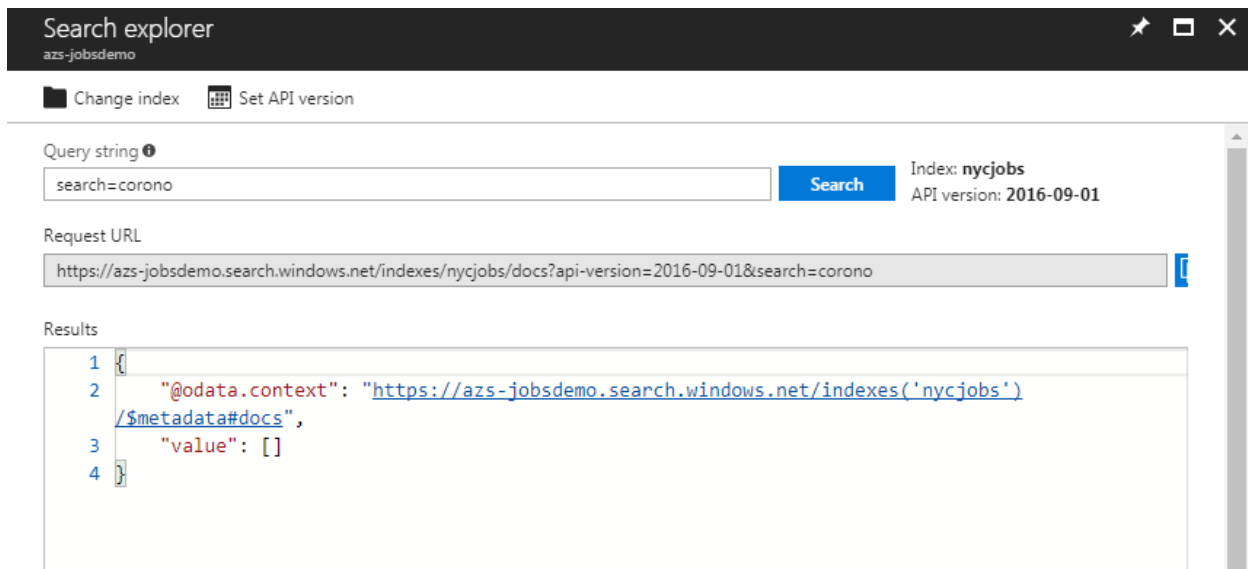 Search explorer
azs-jobsdemo
Change index Set API version
Query string
search=corono
Search
Index: nycjobs
API version: 2016-09-01
Request URL
https://azs-jobsdemo.search.windows.net/indexes/nycjobs/docs?api-version=2016-09-01&search=corono
Results
1 {
2 "@odata.context": "https://azs-jobsdemo.search.windows.net/indexes('nycjobs')
/$metadata#docs",
3 "value": []
4 }